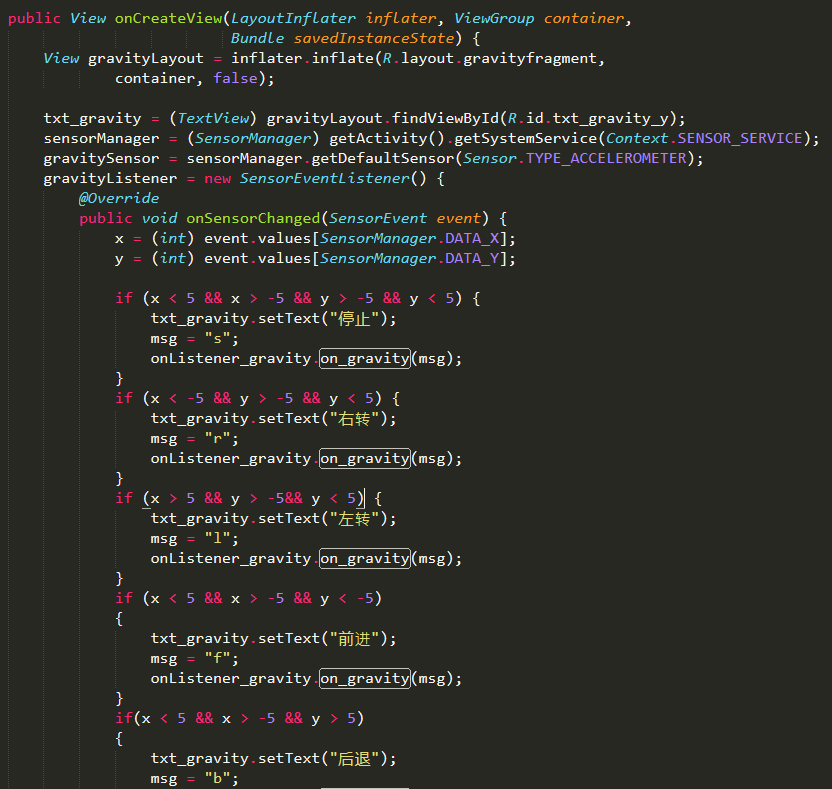 public View onCreateView(LayoutInflater inflater, ViewGroup container,
Bundle savedInstanceState) {
View gravityLayout = inflater.inflate(R.layout.gravityfragment,
container, false);
txt_gravity = (TextView) gravityLayout.findViewById(R.id.txt_gravity_y);
sensorManager = (SensorManager) getActivity().getSystemService(Context.SENSOR_SERVICE);
gravitySensor = sensorManager.getDefaultSensor(Sensor.TYPE_ACCELEROMETER);
gravityListener = new SensorEventListener() {
@Override
public void onSensorChanged(SensorEvent event) {
x = (int) event.values[SensorManager.DATA_X];
y = (int) event.values[SensorManager.DATA_Y];
if (x < 5 && x > -5 && y > -5 && y < 5) {
txt_gravity.setText("停止");
msg = "s";
onListener_gravity.on_gravity(msg);
}
if (x < -5 && y > -5 && y < 5) {
txt_gravity.setText("右转");
msg = "r";
onListener_gravity.on_gravity(msg);
}
if (x > 5 && y > -5&& y < 5) {
txt_gravity.setText("左转");
msg = "l";
onListener_gravity.on_gravity(msg);
}
if (x < 5 && x > -5 && y < -5)
{
txt_gravity.setText("前进");
msg = "f";
onListener_gravity.on_gravity(msg);
}
if(x < 5 && x > -5 && y > 5)
{
txt_gravity.setText("后退");
msg = "b";